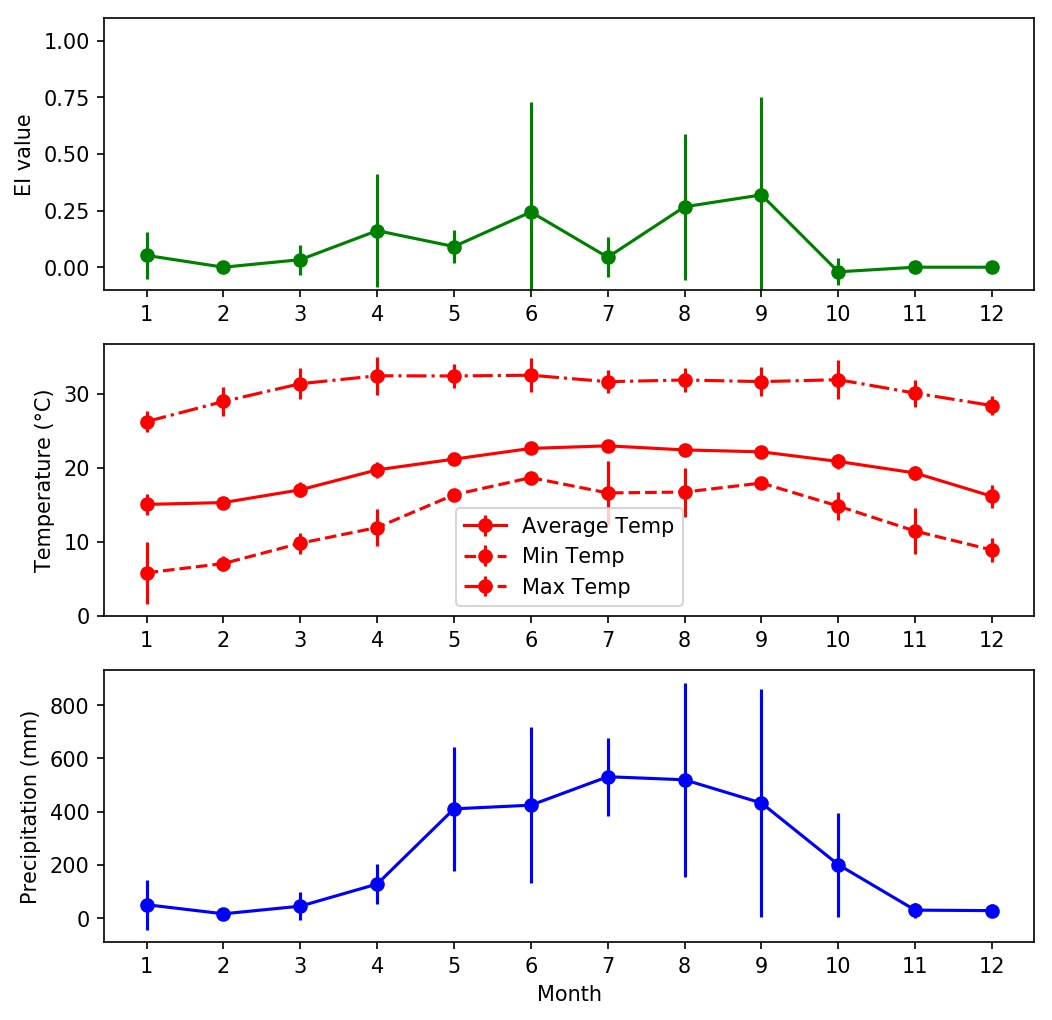 EI value
1.00
0.75
0.50
0.25
0.00
1 2 3 4 5 6 7 8 9 10 11 12
Temperature (°C)
30
20
10
0
Average Temp
Min Temp
Max Temp
1 2 3 4 5 6 7 8 9 10 11 12
Precipitation (mm)
800
600
400
200
0
1 2 3 4 5 6 7 8 9 10 11 12
Month